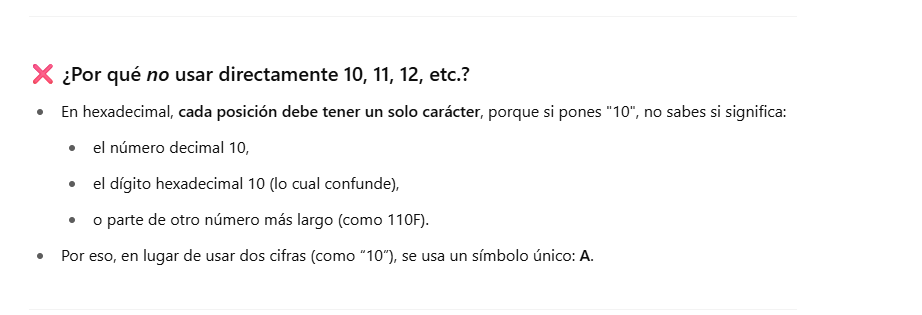 ❌ ¿Por qué no usar directamente 10, 11, 12, etc.?
• En hexadecimal, cada posición debe tener un solo carácter, porque si pones "10", no sabes si significa:
• el número decimal 10,
• el dígito hexadecimal 10 (lo cual confunde),
• o parte de otro número más largo (como 110F).
• Por eso, en lugar de usar dos cifras (como “10”), se usa un símbolo único: A.